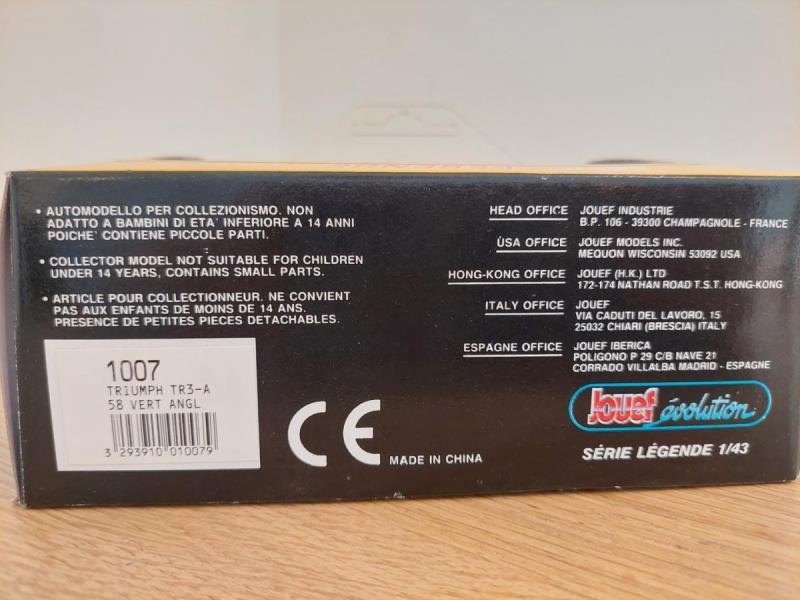 • AUTOMODELLO PER COLLEZIONISMO. NON
ADATTO A BAMBINI DI ETA' INFERIORE A 14 ANNI
POICHE' CONTIENE PICCOLE PARTI.
• COLLECTOR MODEL NOT SUITABLE FOR CHILDREN
UNDER 14 YEARS, CONTAINS SMALL PARTS.
• ARTICLE POUR COLLECTIONNEUR. NE CONVIENT
PAS AUX ENFANTS DE MOINS DE 14 ANS.
PRESENCE DE PETITES PIECES DETACHABLES.
1007
TRIUMPH TR3-A
58 VERT ANGL
3 293910 010079
CE
MADE IN CHINA
HEAD OFFICE JOUEF INDUSTRIE
B.P. 106 - 39300 CHAMPAGNOLE - FRANCE
USA OFFICE JOUEF MODELS INC.
MEQUON WISCONSIN 53092 USA
HONG-KONG OFFICE JOUEF (H.K.) LTD
172-174 NATHAN ROAD T.S.T. HONG-KONG
ITALY OFFICE JOUEF
VIA CADUTI DEL LAVORO, 15
25032 CHIARI (BRESCIA) ITALY
ESPAGNE OFFICE JOUEF IBERICA
POLIGONO P 29 C/B NAVE 21
CORRADO VILLALBA MADRID - ESPAGNE
Jouef évolution
SÉRIE LÉGENDE 1/43